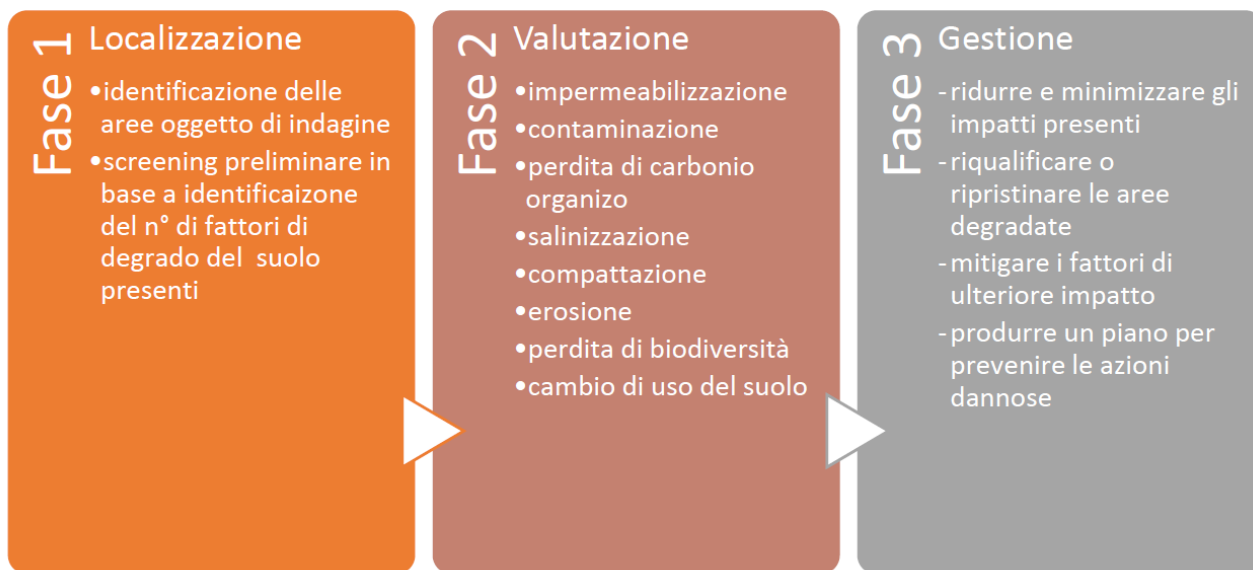 Fase 1
Localizzazione
•identificazione delle
aree oggetto di indagine
•screening preliminare in
base a identificaizone
del n° di fattori di
degrado del  suolo
presenti
Fase 2
Valutazione
•impermeabilizzazione
•contaminazione
•perdita di carbonio
organizo
•salinizzazione
•compattazione
•erosione
•perdita di biodiversità
•cambio di uso del suolo
Fase 3
Gestione
-ridurre e minimizzare gli
impatti presenti
-riqualificare o
ripristinare le aree
degradate
-mitigare i fattori di
ulteriore impatto
-produrre un piano per
prevenire le azioni
dannose